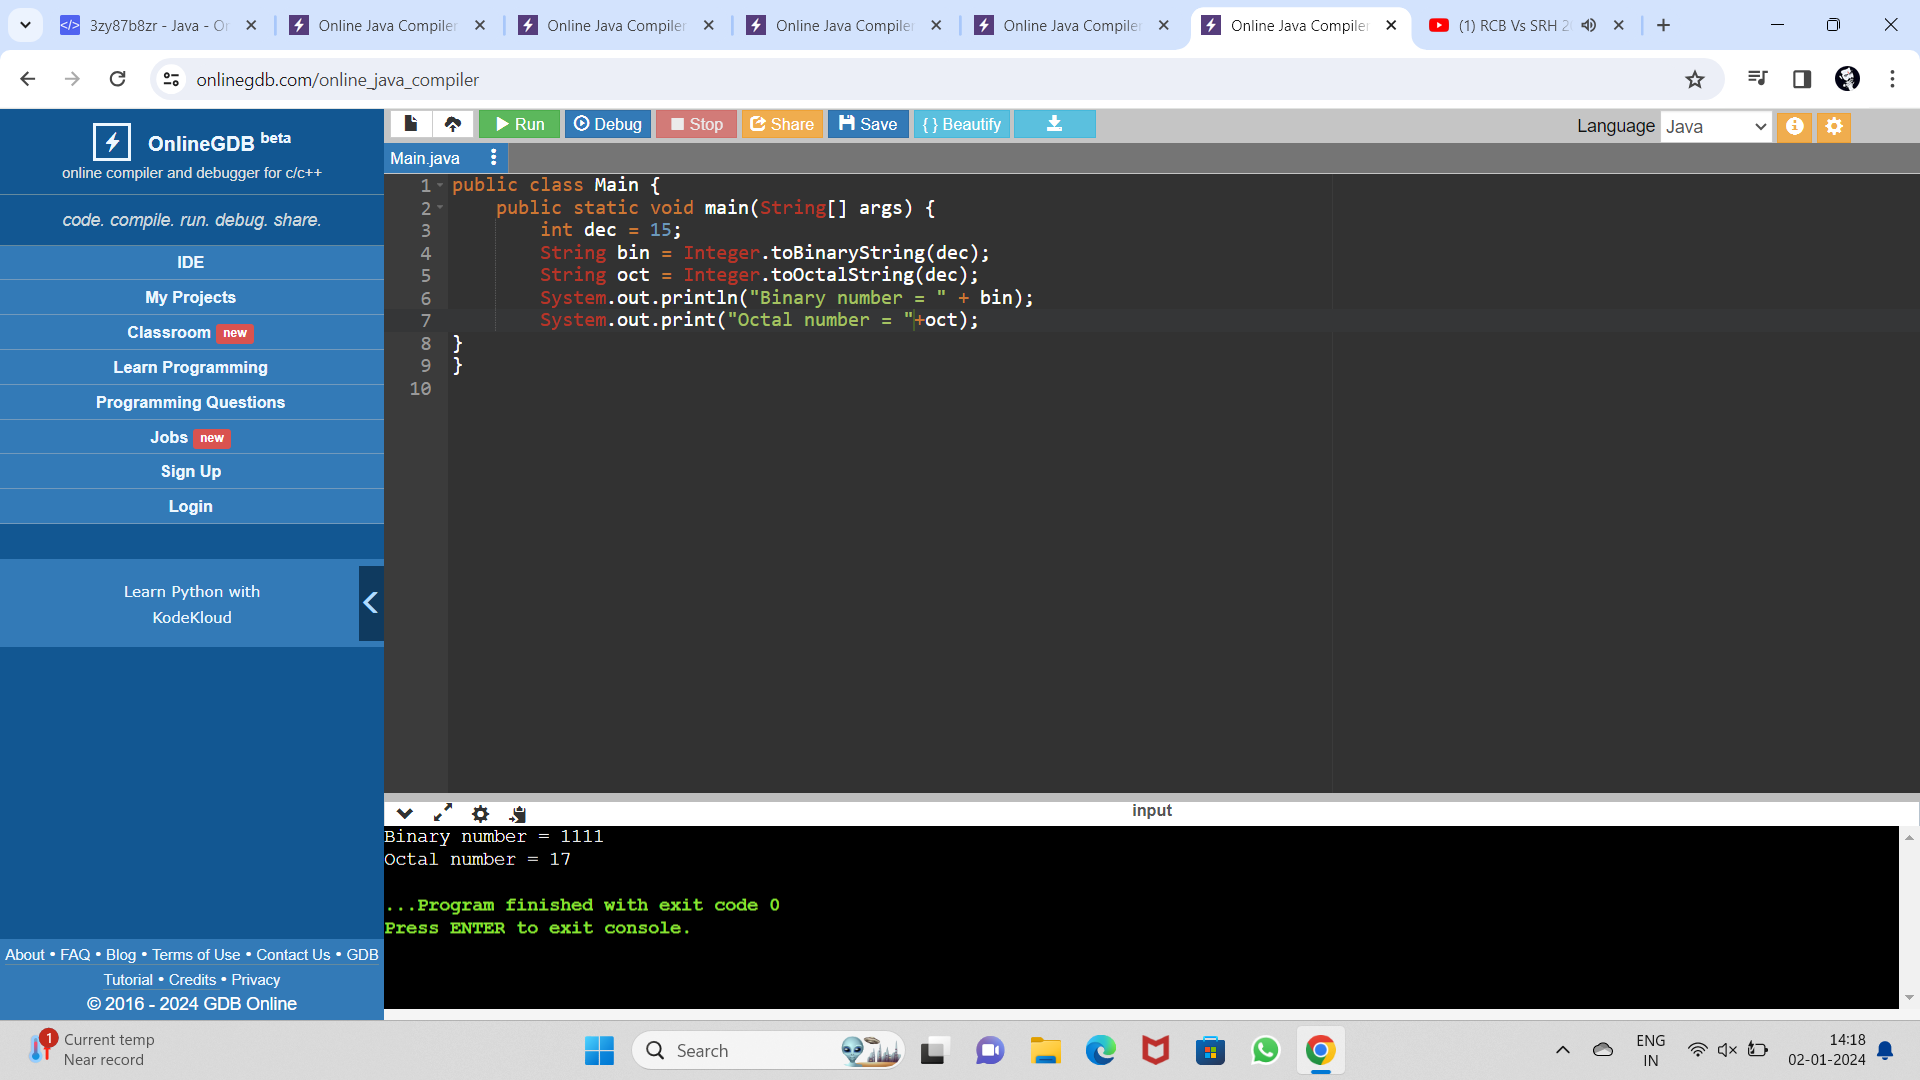 3zy87b8zr - Java - Or
Online Java Compiler
Online Java Compiler
Online Java Compiler
Online Java Compiler
Online Java Compiler
(1) RCB Vs SRH 2
onlinegdb.com/online_java_compiler
OnlineGDB beta
online compiler and debugger for c/c++
code. compile. run. debug. share.
IDE
My Projects
Classroom new
Learn Programming
Programming Questions
Jobs new
Sign Up
Login
Learn Python with
KodeKloud
About • FAQ • Blog • Terms of Use • Contact Us • GDB
Tutorial • Credits • Privacy
© 2016 - 2024 GDB Online
Run Debug Stop Share Save { } Beautify
Language Java
Main.java
1 public class Main {
2 public static void main(String[] args) {
3 int dec = 15;
4 String bin = Integer.toBinaryString(dec);
5 String oct = Integer.toOctalString(dec);
6 System.out.println("Binary number = " + bin);
7 System.out.print("Octal number = "+oct);
8 }
9 }
10
input
Binary number = 1111
Octal number = 17
...Program finished with exit code 0
Press ENTER to exit console.
1
Current temp
Near record
Search
ENG
IN
14:18
02-01-2024